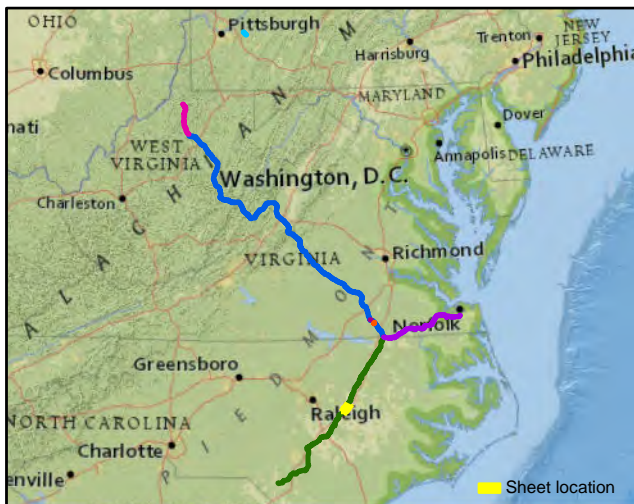 OHIO
Pittsburgh
NEW
JERSEY
Trenton
Harrisburg
Philadelphia
Columbus
MARYLAND
nati
Dover
WEST
VIRGINIA
Annapolis
DELAWARE
Washington, D.C.
Charleston
VIRGINIA
Richmond
Norfolk
Greensboro
Raleigh
NORTH CAROLINA
Charlotte
enville
A L A C H I A N M
P I E D M O N T
Sheet location